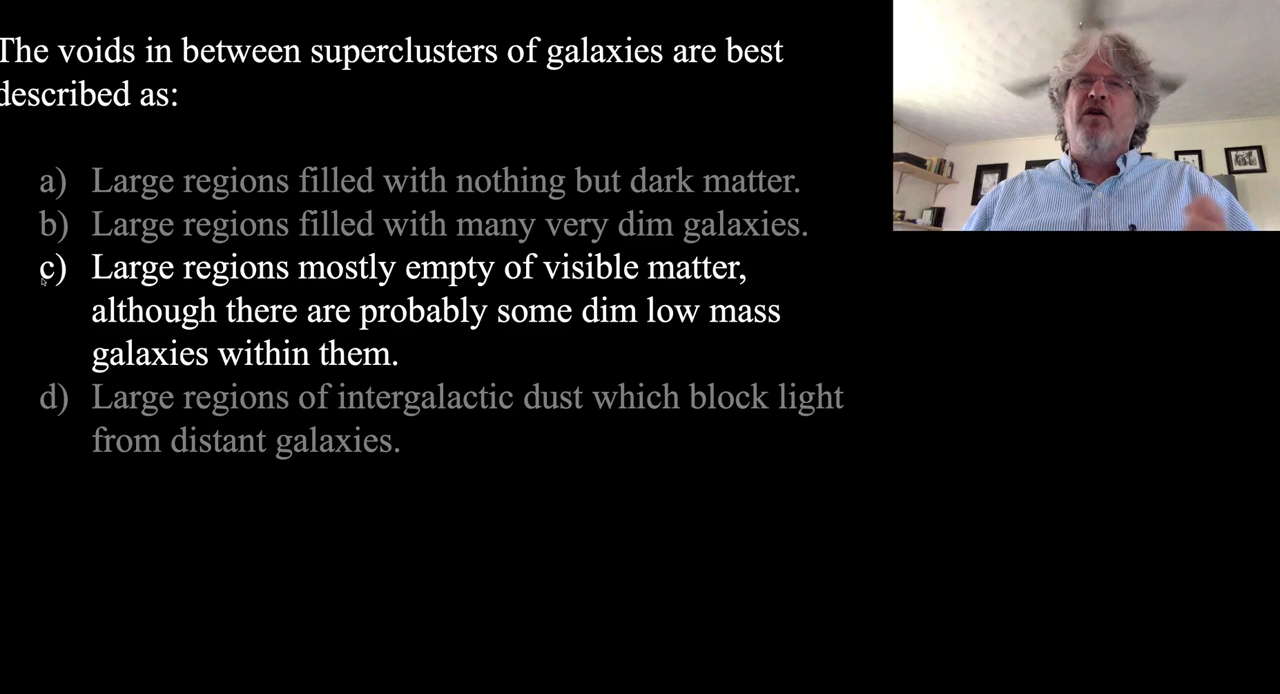 The voids in between superclusters of galaxies are best
described as:
a) Large regions filled with nothing but dark matter.
b) Large regions filled with many very dim galaxies.
c) Large regions mostly empty of visible matter,
although there are probably some dim low mass
galaxies within them.
d) Large regions of intergalactic dust which block light
from distant galaxies.